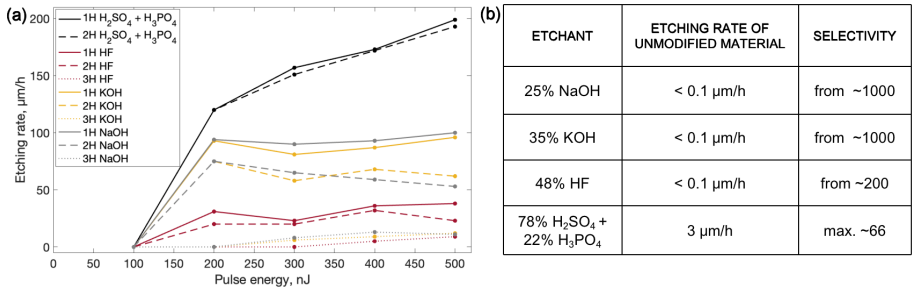 (a)
200
150
100
50
0
Etching rate, µm/h
1H H₂SO₄ + H₃PO₄
2H H₂SO₄ + H₃PO₄
1H HF
2H HF
3H HF
1H KOH
2H KOH
3H KOH
1H NaOH
2H NaOH
3H NaOH
0 50 100 150 200 250 300 350 400 450 500
Pulse energy, nJ
(b)
ETCHANT
ETCHING RATE OF
UNMODIFIED MATERIAL
SELECTIVITY
25% NaOH
< 0.1 µm/h
from ~1000
35% KOH
< 0.1 µm/h
from ~1000
48% HF
< 0.1 µm/h
from ~200
78% H₂SO₄ +
22% H₃PO₄
3 µm/h
max. ~66